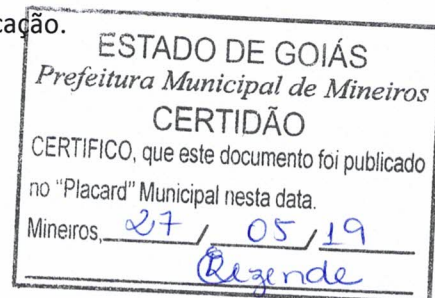 cação.
ESTADO DE GOIÁS
Prefeitura Municipal de Mineiros
CERTIDÃO
CERTIFICO, que este documento foi publicado
no "Placard" Municipal nesta data.
Mineiros, 27 / 05 / 19
Rezende